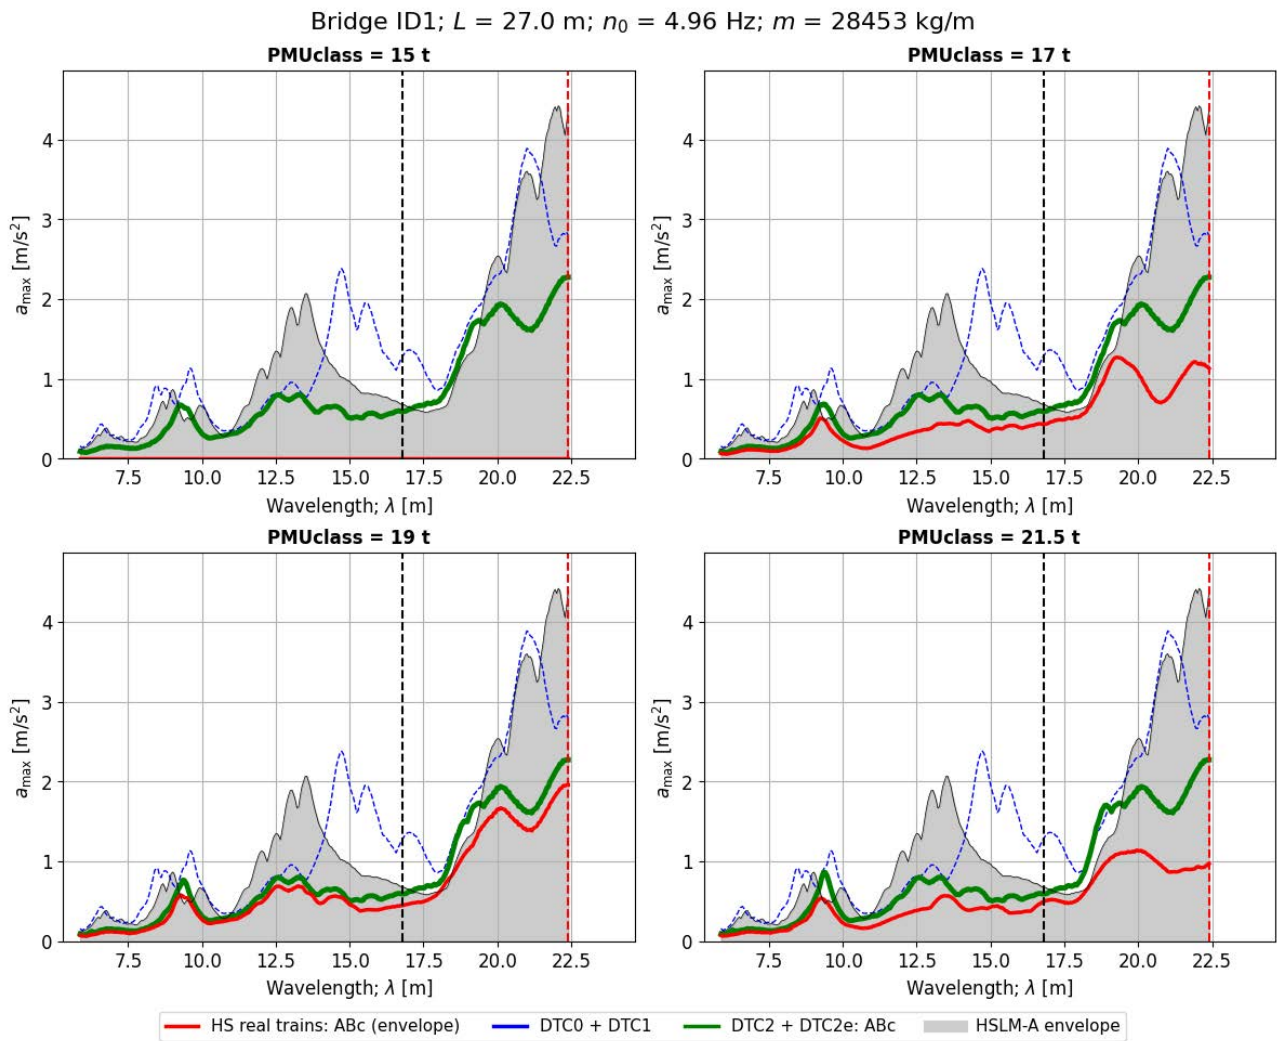 Bridge ID1; L = 27.0 m; n₀ = 4.96 Hz; m = 28453 kg/m
PMUclass = 15 t
4
3
2
1
0
a_max [m/s²]
7.5 10.0 12.5 15.0 17.5 20.0 22.5
Wavelength; λ [m]
PMUclass = 17 t
4
3
2
1
0
a_max [m/s²]
7.5 10.0 12.5 15.0 17.5 20.0 22.5
Wavelength; λ [m]
PMUclass = 19 t
4
3
2
1
0
a_max [m/s²]
7.5 10.0 12.5 15.0 17.5 20.0 22.5
Wavelength; λ [m]
PMUclass = 21.5 t
4
3
2
1
0
a_max [m/s²]
7.5 10.0 12.5 15.0 17.5 20.0 22.5
Wavelength; λ [m]
HS real trains: ABc (envelope) DTC0 + DTC1 DTC2 + DTC2e: ABc HSLM-A envelope